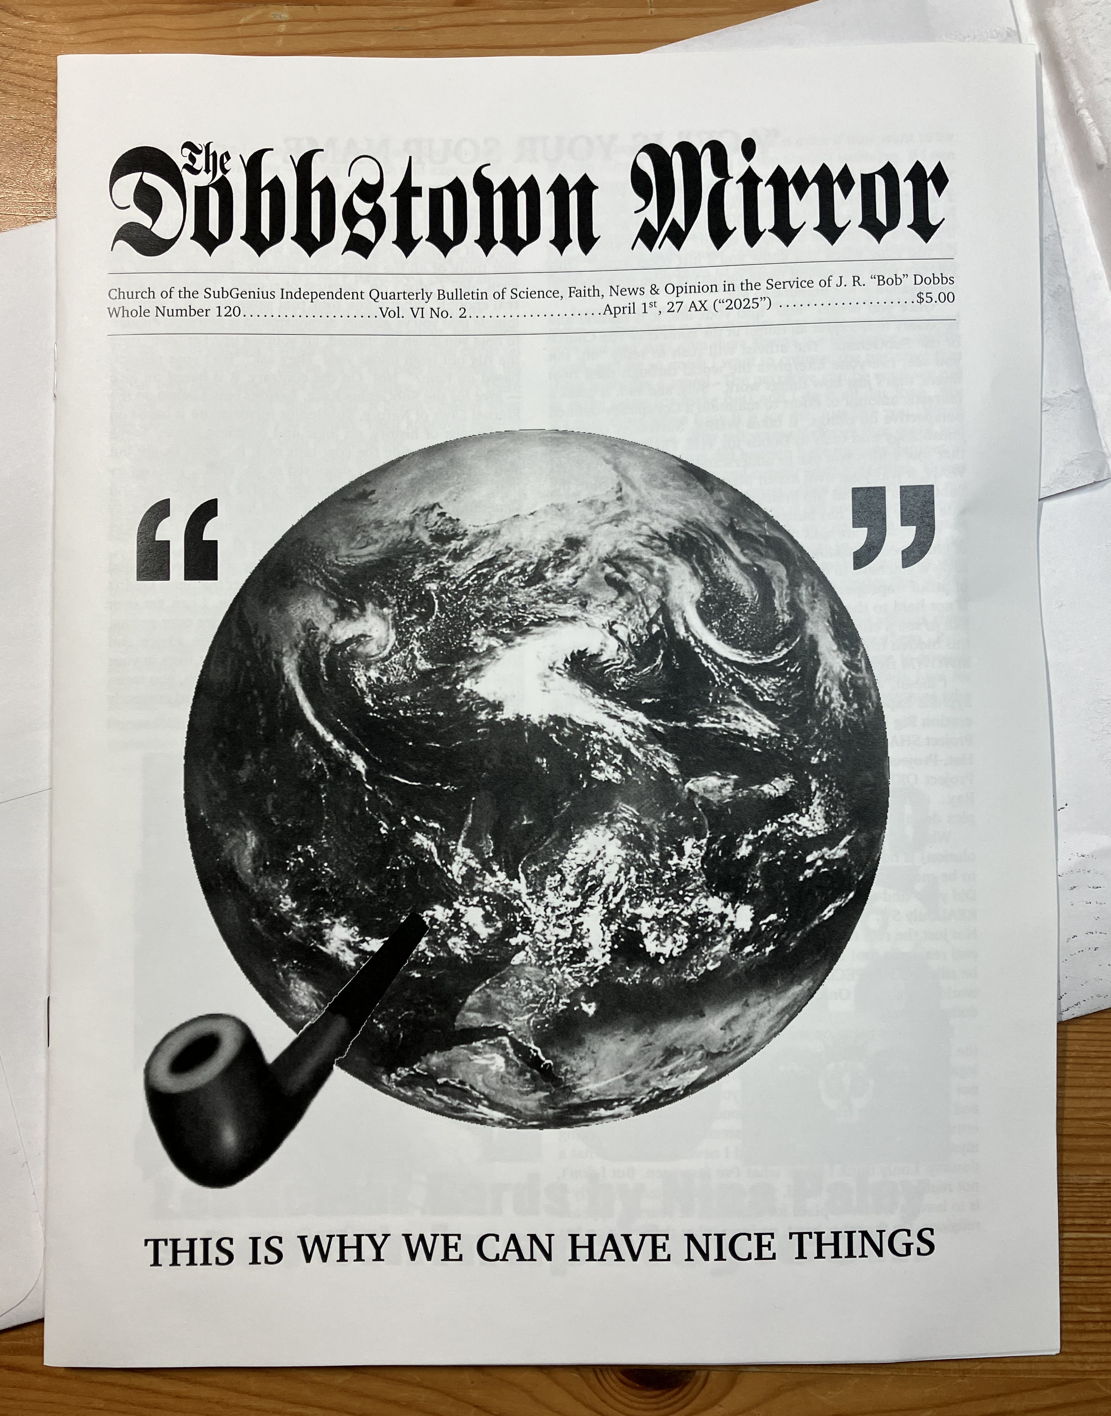 The Dobbstown Mirror
Church of the SubGenius Independent Quarterly Bulletin of Science, Faith, News & Opinion in the Service of J. R. “Bob” Dobbs
Whole Number 120....................Vol. VI No. 2....................April 1st, 27 AX (“2025”) ....................$5.00
“ ”
THIS IS WHY WE CAN HAVE NICE THINGS